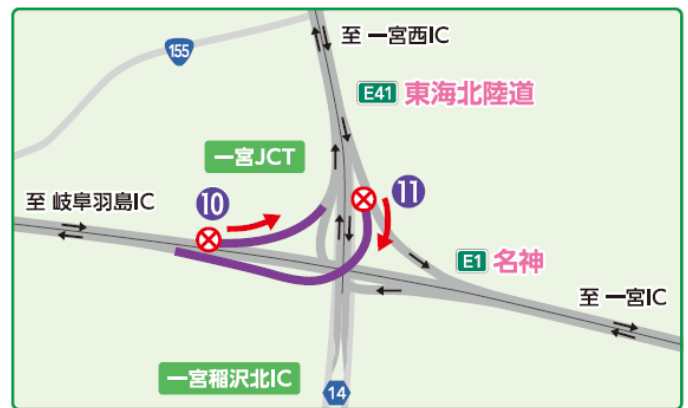 至 一宮西IC
155
E41 東海北陸道
一宮JCT
至 岐阜羽島IC
⑩
⑪
E1 名神
至 一宮IC
一宮稲沢北IC
14